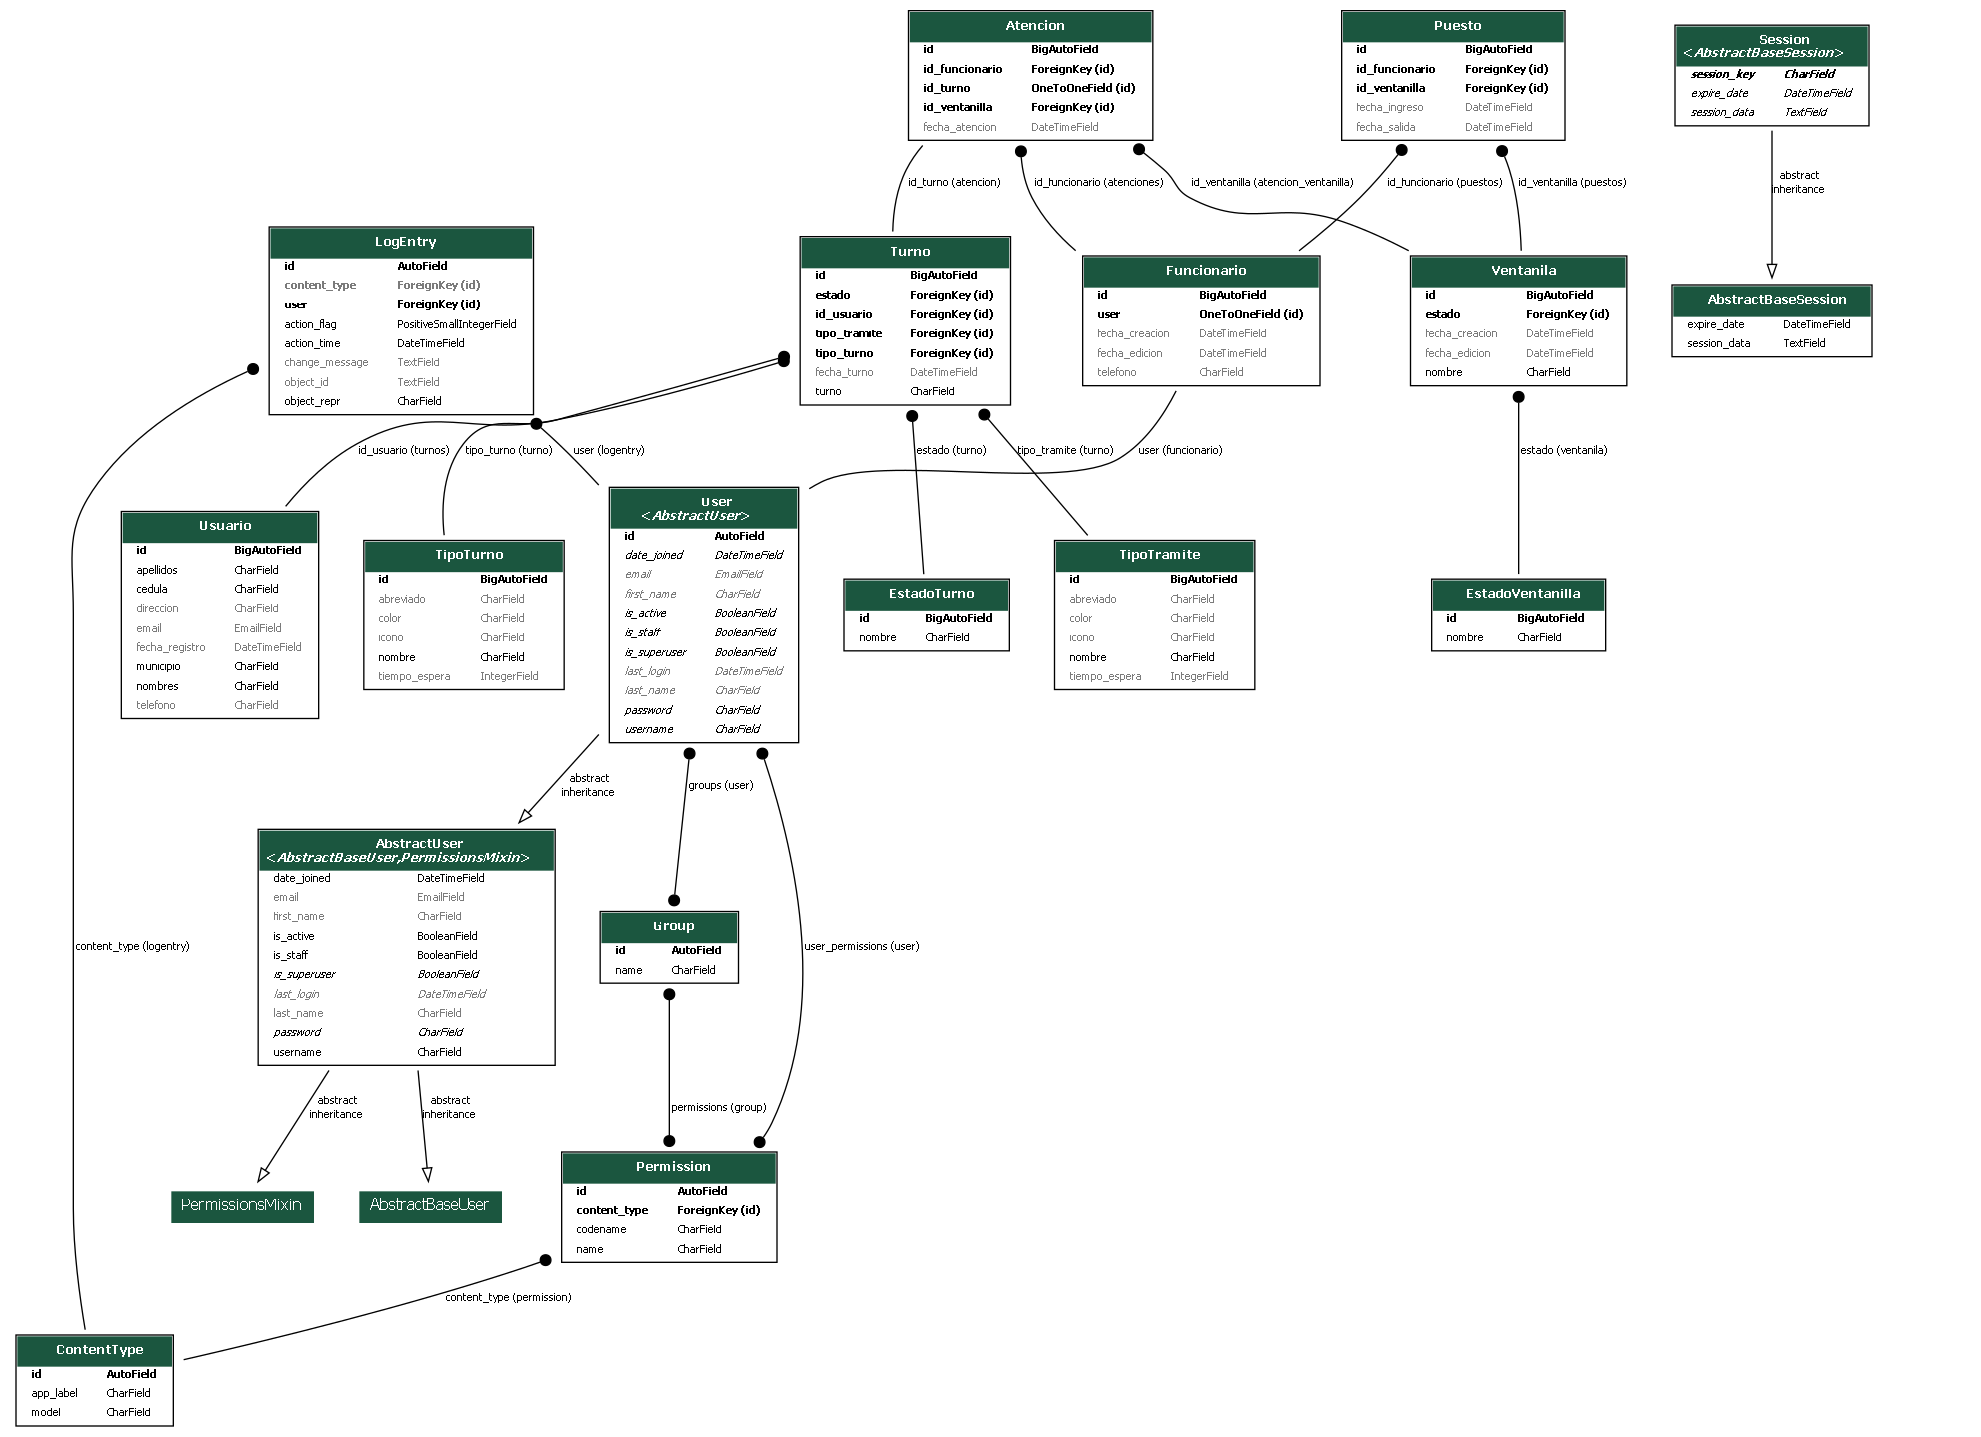 Atencion
id BigAutoField
id_funcionario ForeignKey (id)
id_turno OneToOneField (id)
id_ventanilla ForeignKey (id)
fecha_atencion DateTimeField
Puesto
id BigAutoField
id_funcionario ForeignKey (id)
id_ventanilla ForeignKey (id)
fecha_ingreso DateTimeField
fecha_salida DateTimeField
Session
<AbstractBaseSession>
session_key CharField
expire_date DateTimeField
session_data TextField
id_turno (atencion)
id_funcionario (atenciones)
id_ventanilla (atencion_ventanilla)
id_funcionario (puestos)
id_ventanilla (puestos)
abstract
inheritance
LogEntry
id AutoField
content_type ForeignKey (id)
user ForeignKey (id)
action_flag PositiveSmallIntegerField
action_time DateTimeField
change_message TextField
object_id TextField
object_repr CharField
Turno
id BigAutoField
estado ForeignKey (id)
id_usuario ForeignKey (id)
tipo_tramite ForeignKey (id)
tipo_turno ForeignKey (id)
fecha_turno DateTimeField
turno CharField
Funcionario
id BigAutoField
user OneToOneField (id)
fecha_creacion DateTimeField
fecha_edicion DateTimeField
telefono CharField
Ventanila
id BigAutoField
estado ForeignKey (id)
fecha_creacion DateTimeField
fecha_edicion DateTimeField
nombre CharField
AbstractBaseSession
expire_date DateTimeField
session_data TextField
id_usuario (turnos)
tipo_turno (turno)
user (logentry)
estado (turno)
tipo_tramite (turno)
user (funcionario)
estado (ventanila)
Usuario
id BigAutoField
apellidos CharField
cedula CharField
direccion CharField
email EmailField
fecha_registro DateTimeField
municipio CharField
nombres CharField
telefono CharField
TipoTurno
id BigAutoField
abreviado CharField
color CharField
icono CharField
nombre CharField
tiempo_espera IntegerField
User
<AbstractUser>
id AutoField
date_joined DateTimeField
email EmailField
first_name CharField
is_active BooleanField
is_staff BooleanField
is_superuser BooleanField
last_login DateTimeField
last_name CharField
password CharField
username CharField
EstadoTurno
id BigAutoField
nombre CharField
TipoTramite
id BigAutoField
abreviado CharField
color CharField
icono CharField
nombre CharField
tiempo_espera IntegerField
EstadoVentanilla
id BigAutoField
nombre CharField
abstract
inheritance
groups (user)
AbstractUser
<AbstractBaseUser,PermissionsMixin>
date_joined DateTimeField
email EmailField
first_name CharField
is_active BooleanField
is_staff BooleanField
is_superuser BooleanField
last_login DateTimeField
last_name CharField
password CharField
username CharField
Group
id AutoField
name CharField
content_type (logentry)
user_permissions (user)
abstract
inheritance
abstract
inheritance
permissions (group)
PermissionsMixin
AbstractBaseUser
Permission
id AutoField
content_type ForeignKey (id)
codename CharField
name CharField
content_type (permission)
ContentType
id AutoField
app_label CharField
model CharField